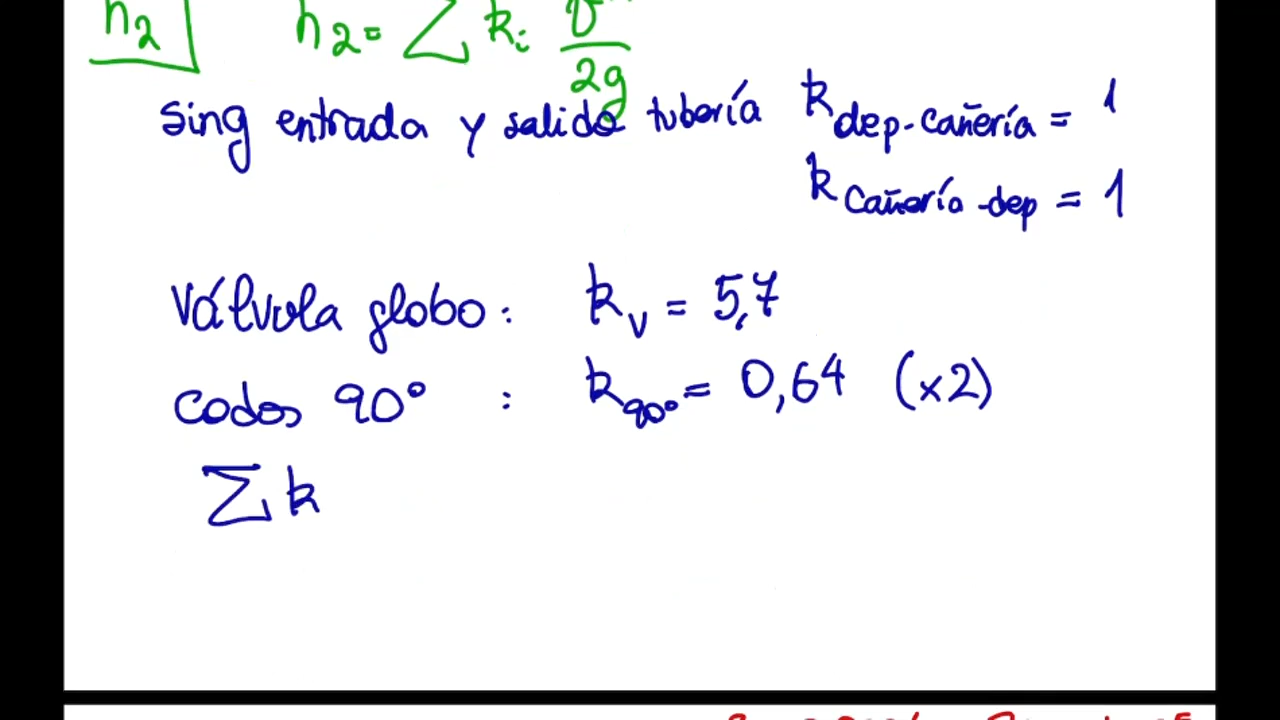 h2 h2 = Σ ki v²/2g
Sing entrada y salida tubería k dep-cañería = 1
k cañería-dep = 1
Válvula globo: kv = 5,7
codos 90° : k90° = 0,64 (x2)
Σ k